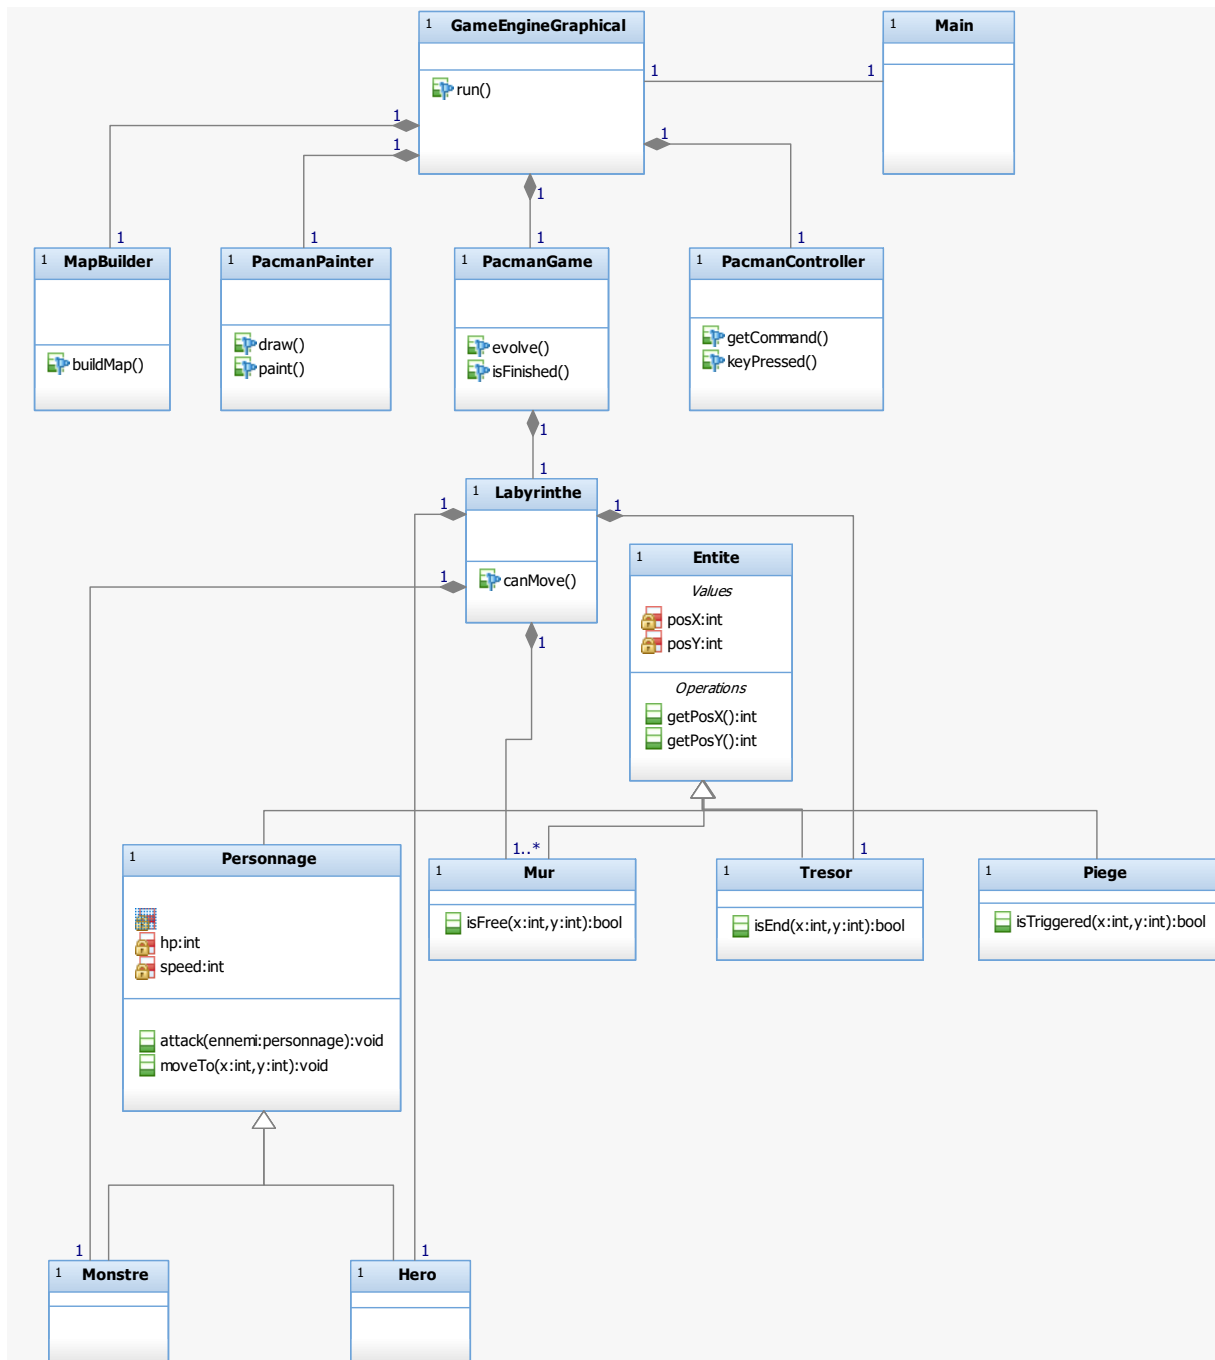 1 GameEngineGraphical
run()
1 Main
1 1
1
1
1
1
1
1
1
1
1 MapBuilder
buildMap()
1 PacmanPainter
draw()
paint()
1 PacmanGame
evolve()
isFinished()
1 PacmanController
getCommand()
keyPressed()
1
1
1 Labyrinthe
canMove()
1
1
1
1
1 Entite
Values
posX:int
posY:int
Operations
getPosX():int
getPosY():int
1 Personnage
hp:int
speed:int
attack(ennemi:personnage):void
moveTo(x:int,y:int):void
1..*
1 Mur
isFree(x:int,y:int):bool
1
1 Tresor
isEnd(x:int,y:int):bool
1 Piege
isTriggered(x:int,y:int):bool
1
1 Monstre
1
1 Hero